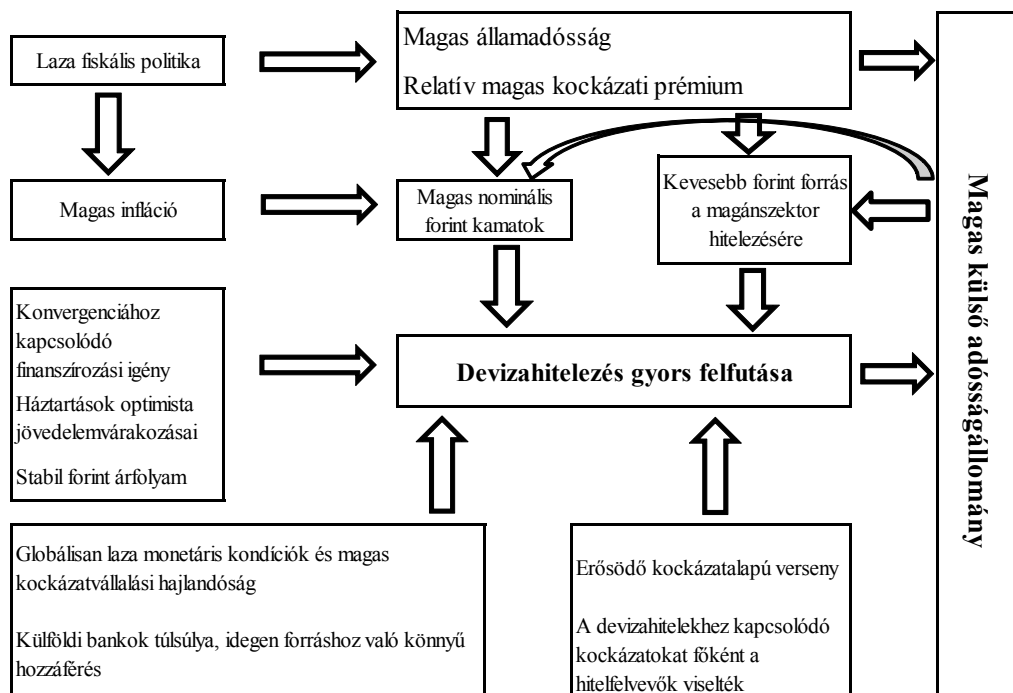 Laza fiskális politika
Magas államadósság
Relatív magas kockázati prémium
Magas infláció
Magas nominális
forint kamatok
Kevesebb forint forrás
a magánszektor
hitelezésére
Magas külső adósságállomány
Konvergenciához
kapcsolódó
finanszírozási igény
Háztartások optimista
jövedelemvárakozásai
Stabil forint árfolyam
Devizahitelezés gyors felfutása
Globálisan laza monetáris kondíciók és magas
kockázatvállalási hajlandóság
Külföldi bankok túlsúlya, idegen forráshoz való könnyű
hozzáférés
Erősödő kockázatalapú verseny
A devizahitelekhez kapcsolódó
kockázatokat főként a
hitelfelvevők viselték